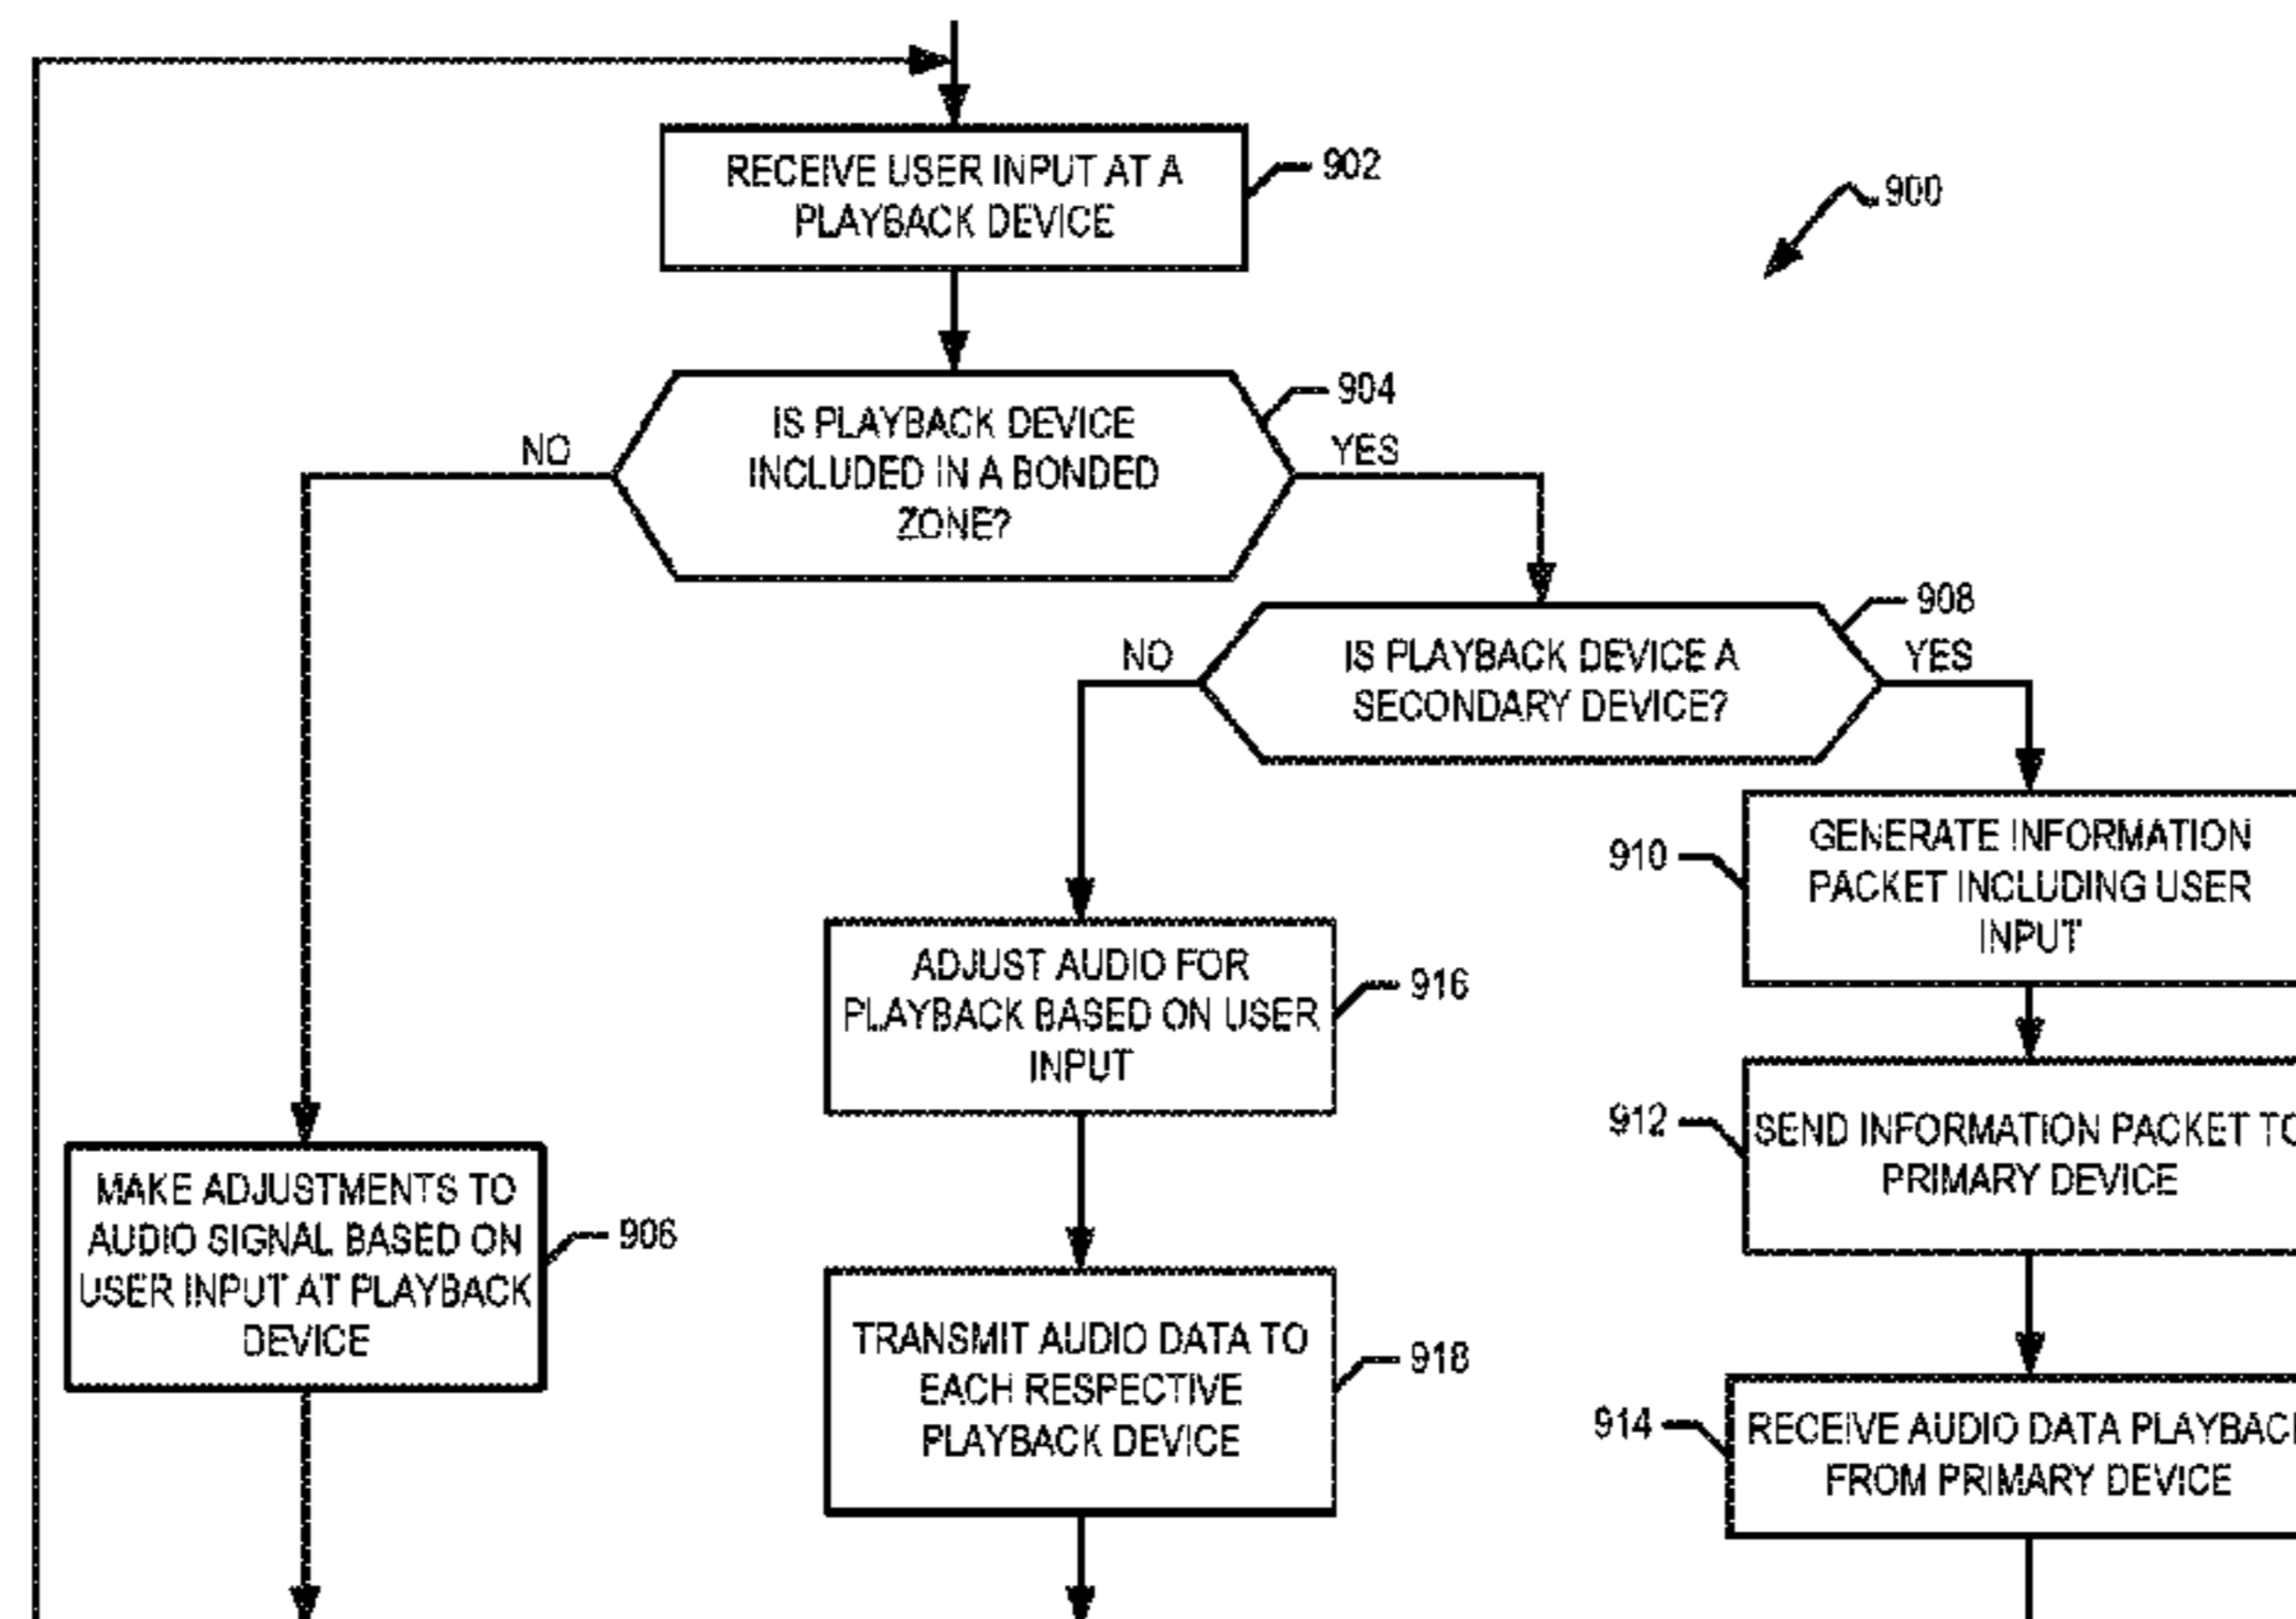 RECEIVE USER INPUT AT A
PLAYBACK DEVICE
902
900
IS PLAYBACK DEVICE
INCLUDED IN A BONDED
ZONE?
904
NO
YES
IS PLAYBACK DEVICE A
SECONDARY DEVICE?
908
NO
YES
GENERATE INFORMATION
PACKET INCLUDING USER
INPUT
910
ADJUST AUDIO FOR
PLAYBACK BASED ON USER
INPUT
916
SEND INFORMATION PACKET TO
PRIMARY DEVICE
912
MAKE ADJUSTMENTS TO
AUDIO SIGNAL BASED ON
USER INPUT AT PLAYBACK
DEVICE
906
TRANSMIT AUDIO DATA TO
EACH RESPECTIVE
PLAYBACK DEVICE
918
RECEIVE AUDIO DATA PLAYBACK
FROM PRIMARY DEVICE
914